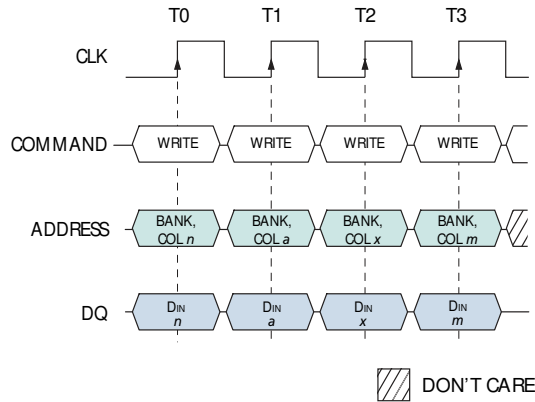 T0 T1 T2 T3
CLK
COMMAND WRITE WRITE WRITE WRITE
ADDRESS BANK, COL n BANK, COL a BANK, COL x BANK, COL m
DQ DIN n DIN a DIN x DIN m
DON'T CARE